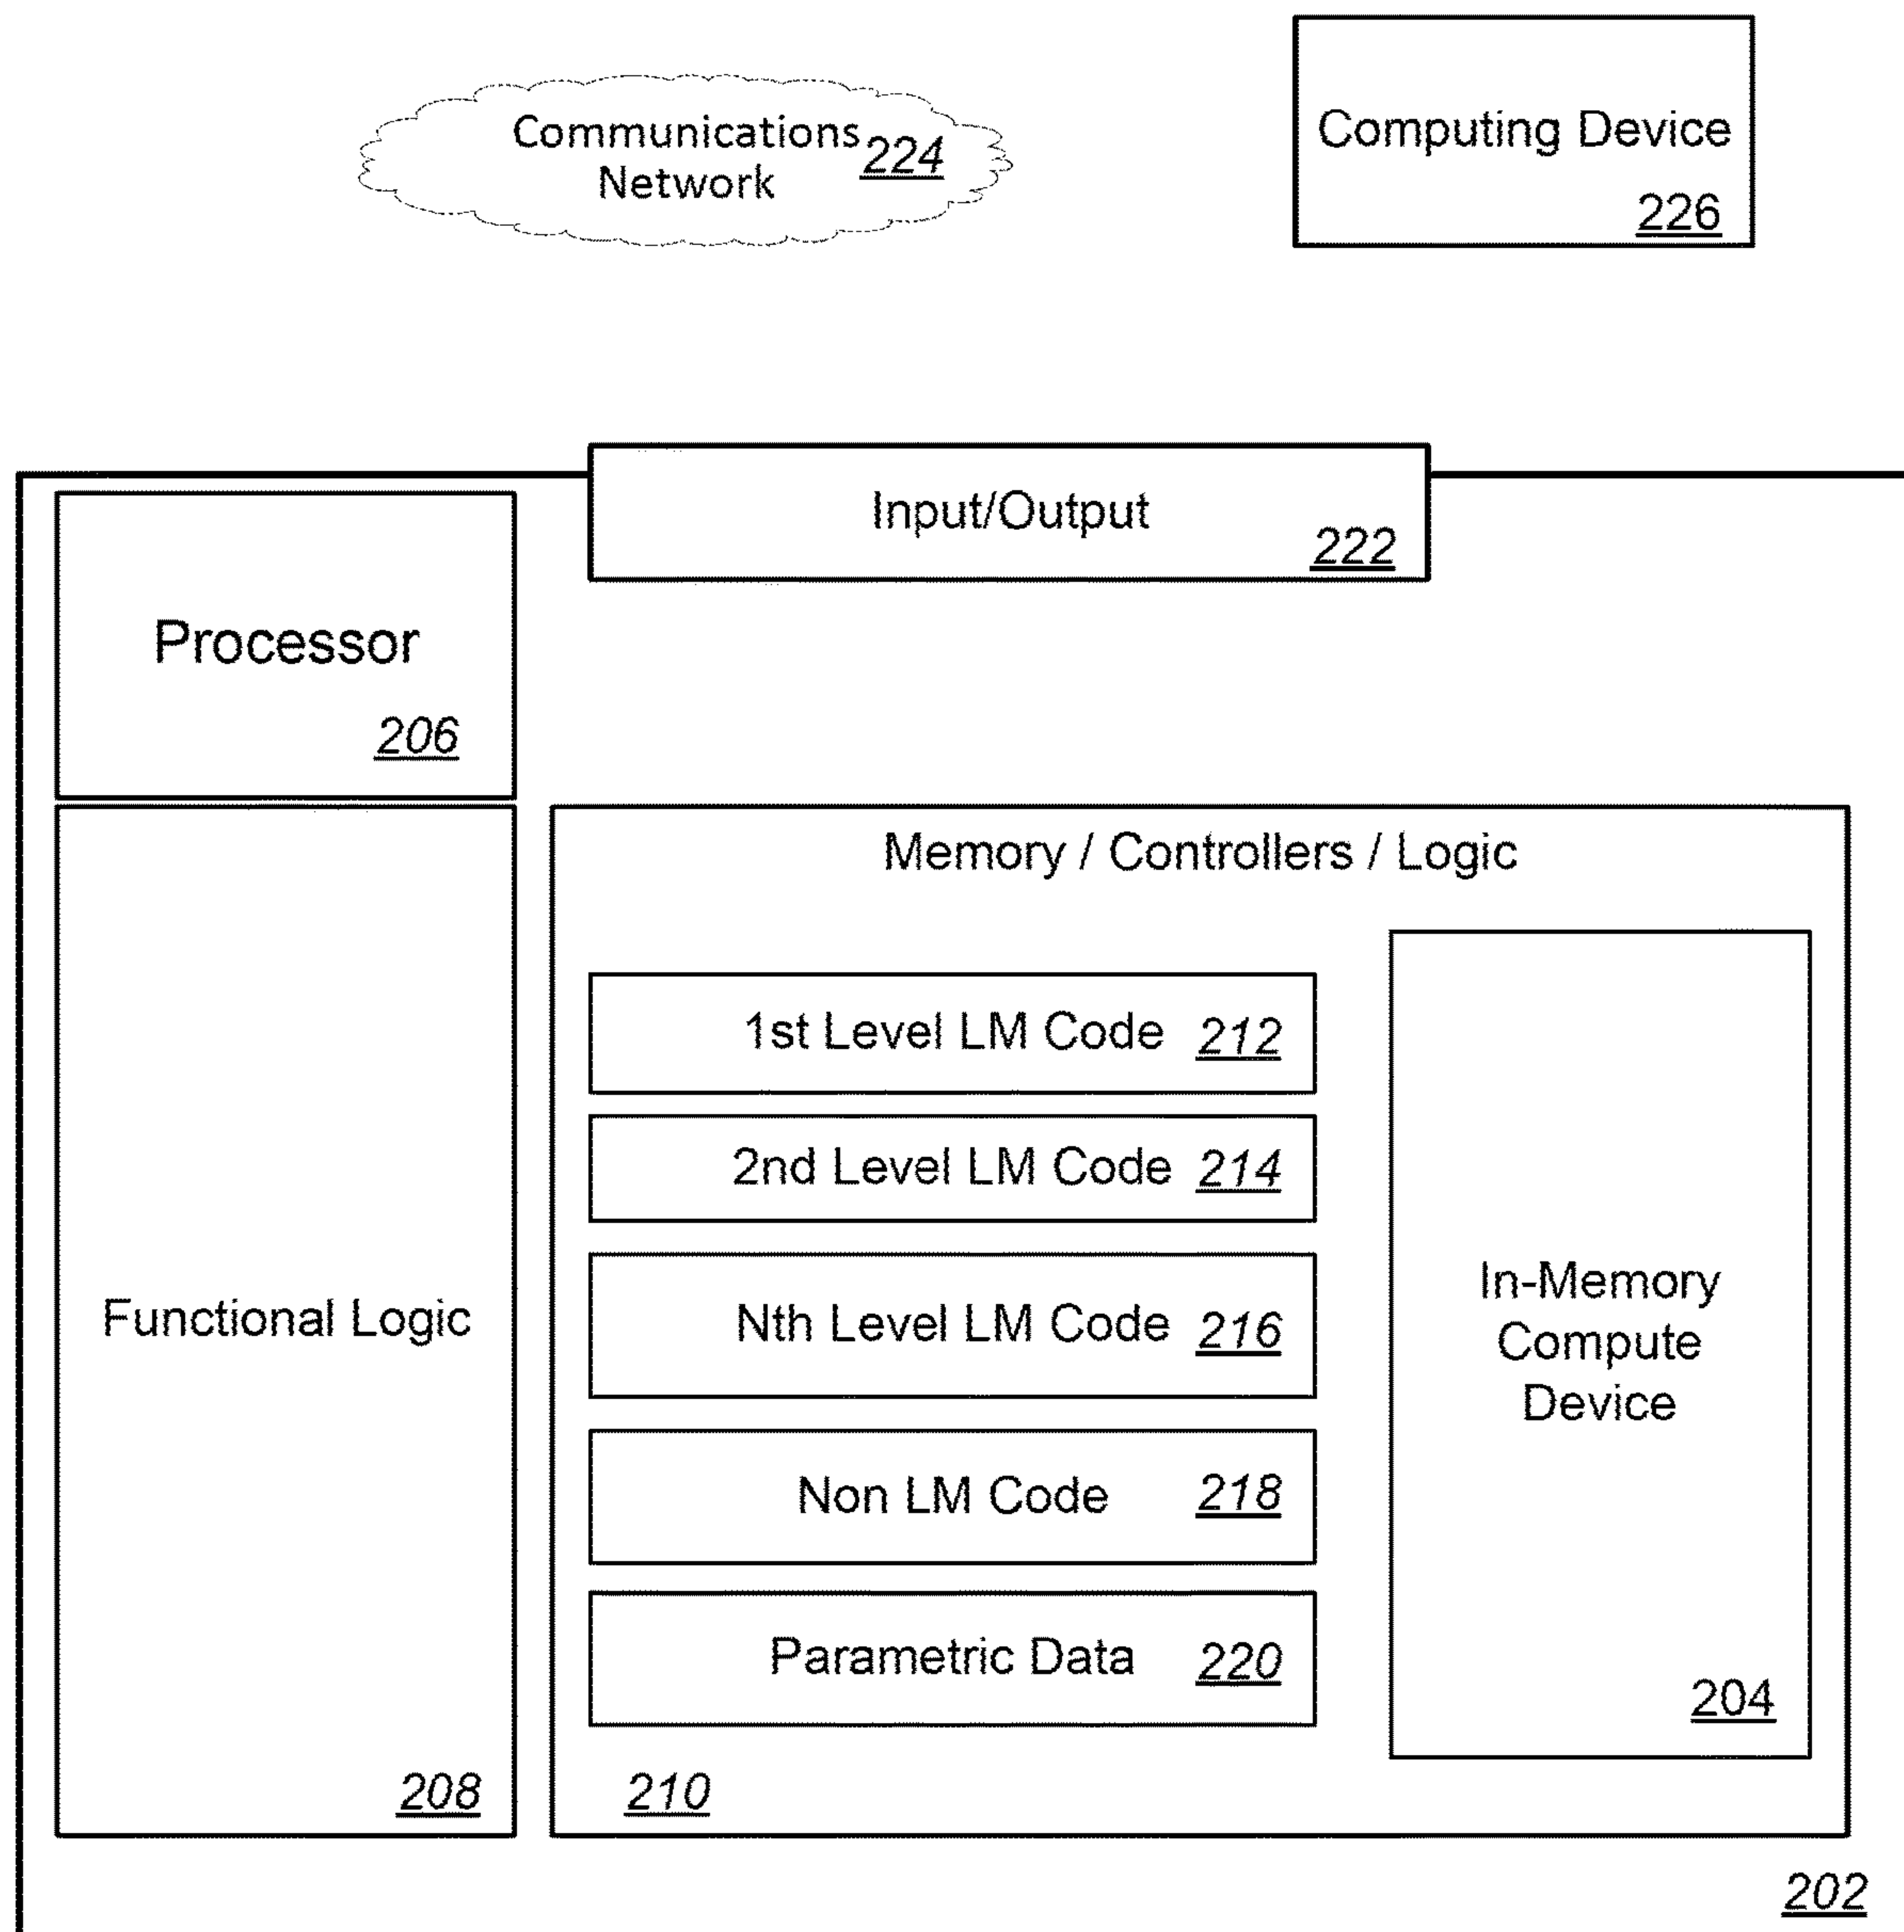 Communications
Network
224
Computing Device
226
Input/Output
222
Processor
206
Functional Logic
208
Memory / Controllers / Logic
1st Level LM Code 212
2nd Level LM Code 214
Nth Level LM Code 216
Non LM Code 218
Parametric Data 220
210
In-Memory
Compute
Device
204
202